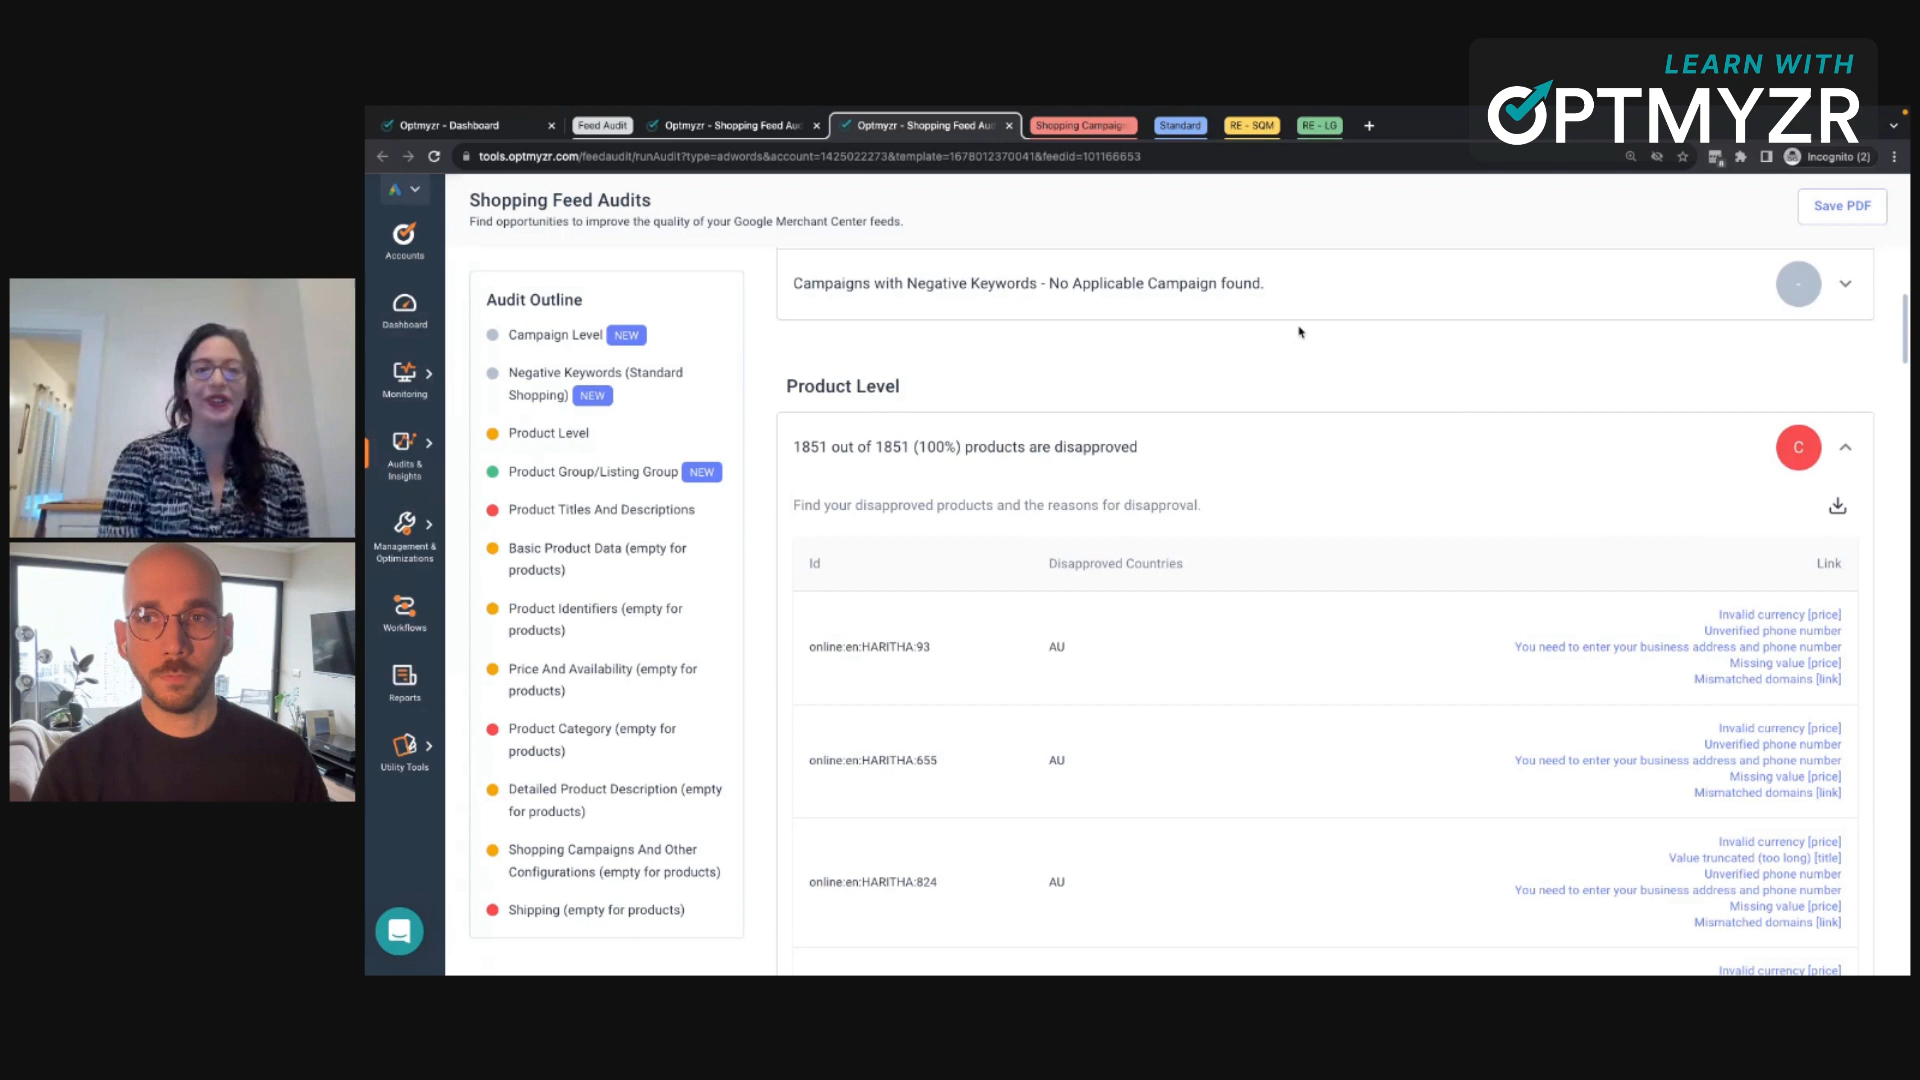 LEARN WITH
OPTMYZR
Optmyzr - Dashboard
Feed Audit
Optmyzr - Shopping Feed Au
Optmyzr - Shopping Feed Au
Shopping Campaign
Standard
RE - SQM
RE - LG
tools.optmyzr.com/feedaudit/runAudit?type=adwords&account=1425022273&template=1678012370041&feedid=101166653
Incognito (2)
Accounts
Dashboard
Monitoring
Audits &
Insights
Management &
Optimizations
Workflows
Reports
Utility Tools
Shopping Feed Audits
Find opportunities to improve the quality of your Google Merchant Center feeds.
Save PDF
Audit Outline
Campaign Level NEW
Negative Keywords (Standard
Shopping) NEW
Product Level
Product Group/Listing Group NEW
Product Titles And Descriptions
Basic Product Data (empty for
products)
Product Identifiers (empty for
products)
Price And Availability (empty for
products)
Product Category (empty for
products)
Detailed Product Description (empty
for products)
Shopping Campaigns And Other
Configurations (empty for products)
Shipping (empty for products)
Campaigns with Negative Keywords - No Applicable Campaign found.
-
Product Level
1851 out of 1851 (100%) products are disapproved
C
Find your disapproved products and the reasons for disapproval.
Id Disapproved Countries Link
online:en:HARITHA:93 AU
Invalid currency [price]
Unverified phone number
You need to enter your business address and phone number
Missing value [price]
Mismatched domains [link]
online:en:HARITHA:655 AU
Invalid currency [price]
Unverified phone number
You need to enter your business address and phone number
Missing value [price]
Mismatched domains [link]
online:en:HARITHA:824 AU
Invalid currency [price]
Value truncated (too long) [title]
Unverified phone number
You need to enter your business address and phone number
Missing value [price]
Mismatched domains [link]
Invalid currency [price]